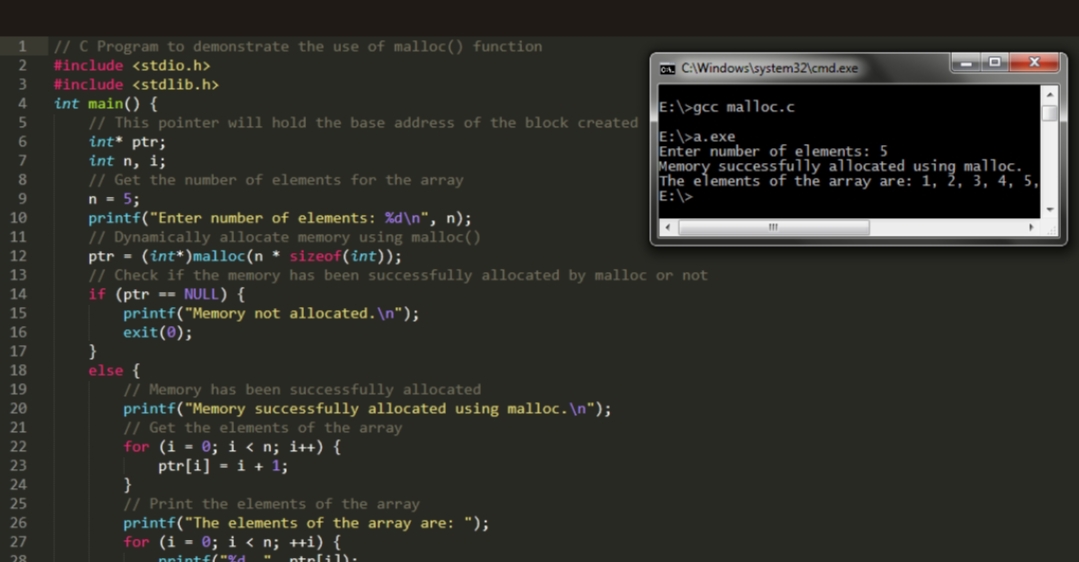 1 // C Program to demonstrate the use of malloc() function
2 #include <stdio.h>
3 #include <stdlib.h>
4 int main() {
5 // This pointer will hold the base address of the block created
6 int* ptr;
7 int n, i;
8 // Get the number of elements for the array
9 n = 5;
10 printf("Enter number of elements: %d\n", n);
11 // Dynamically allocate memory using malloc()
12 ptr = (int*)malloc(n * sizeof(int));
13 // Check if the memory has been successfully allocated by malloc or not
14 if (ptr == NULL) {
15 printf("Memory not allocated.\n");
16 exit(0);
17 }
18 else {
19 // Memory has been successfully allocated
20 printf("Memory successfully allocated using malloc.\n");
21 // Get the elements of the array
22 for (i = 0; i < n; i++) {
23 ptr[i] = i + 1;
24 }
25 // Print the elements of the array
26 printf("The elements of the array are: ");
27 for (i = 0; i < n; ++i) {
28 printf("%d, ", ptr[i]);
C:\Windows\system32\cmd.exe
E:\>gcc malloc.c
E:\>a.exe
Enter number of elements: 5
Memory successfully allocated using malloc.
The elements of the array are: 1, 2, 3, 4, 5,
E:\>